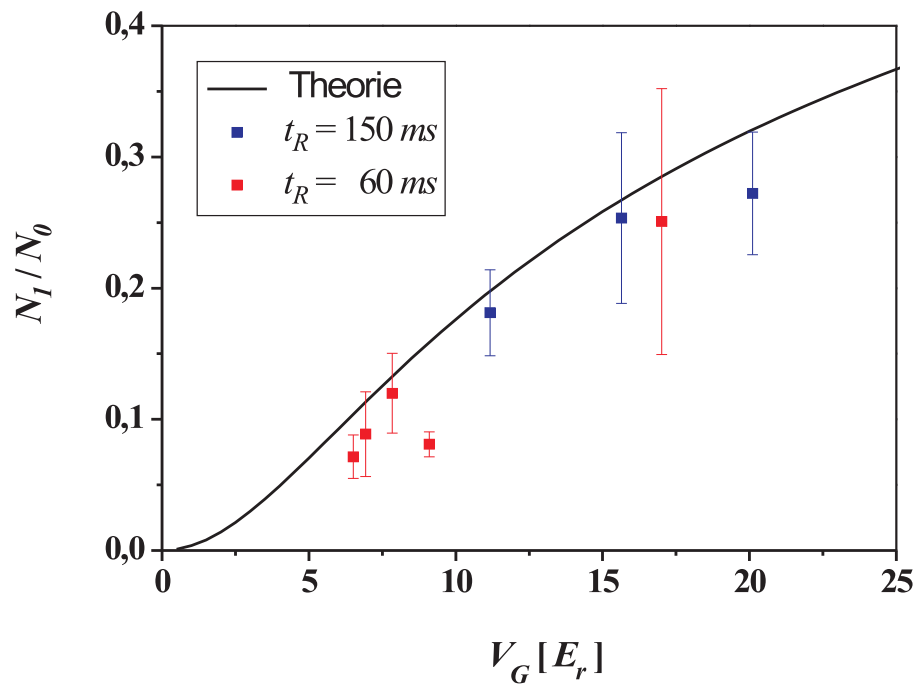 0,4
0,3
0,2
0,1
0,0
N1/N0
Theorie
tR = 150 ms
tR = 60 ms
0 5 10 15 20 25
VG [Er]